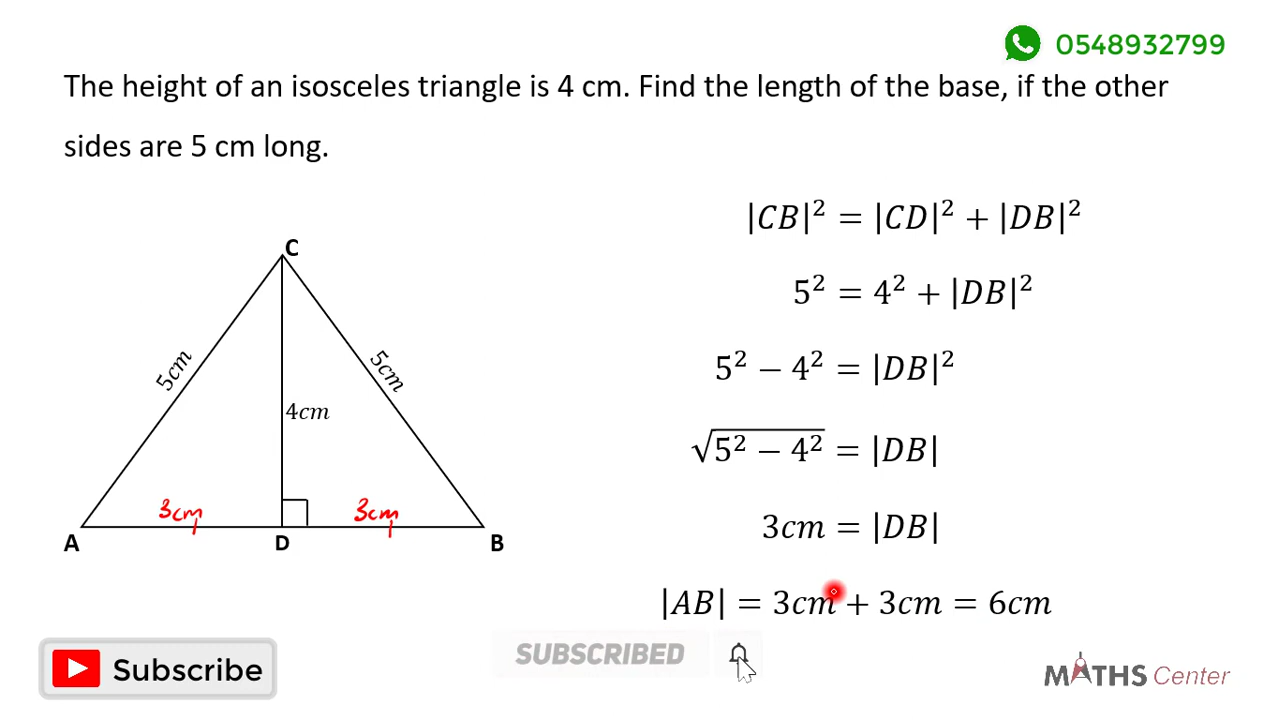 0548932799
The height of an isosceles triangle is 4 cm. Find the length of the base, if the other
sides are 5 cm long.
|CB|² = |CD|² + |DB|²
5² = 4² + |DB|²
5² − 4² = |DB|²
√(5² − 4²) = |DB|
3cm = |DB|
|AB| = 3cm + 3cm = 6cm
C
5cm
5cm
4cm
3cm
3cm
A
D
B
Subscribe
SUBSCRIBED
MATHS Center